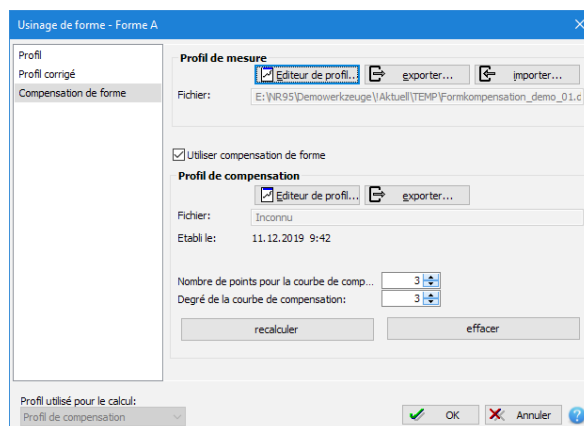 Usinage de forme - Forme A
Profil
Profil corrigé
Compensation de forme
Profil de mesure
Editeur de profil...
exporter...
importer...
Fichier:
E:\NR95\Demowerkzeuge\!Aktuell\TEMP\Formkompensation_demo_01.d
Utiliser compensation de forme
Profil de compensation
Editeur de profil...
exporter...
Fichier:
Inconnu
Etabli le:
11.12.2019 9:42
Nombre de points pour la courbe de comp...
3
Degré de la courbe de compensation:
3
recalculer
effacer
Profil utilisé pour le calcul:
Profil de compensation
OK
Annuler
?